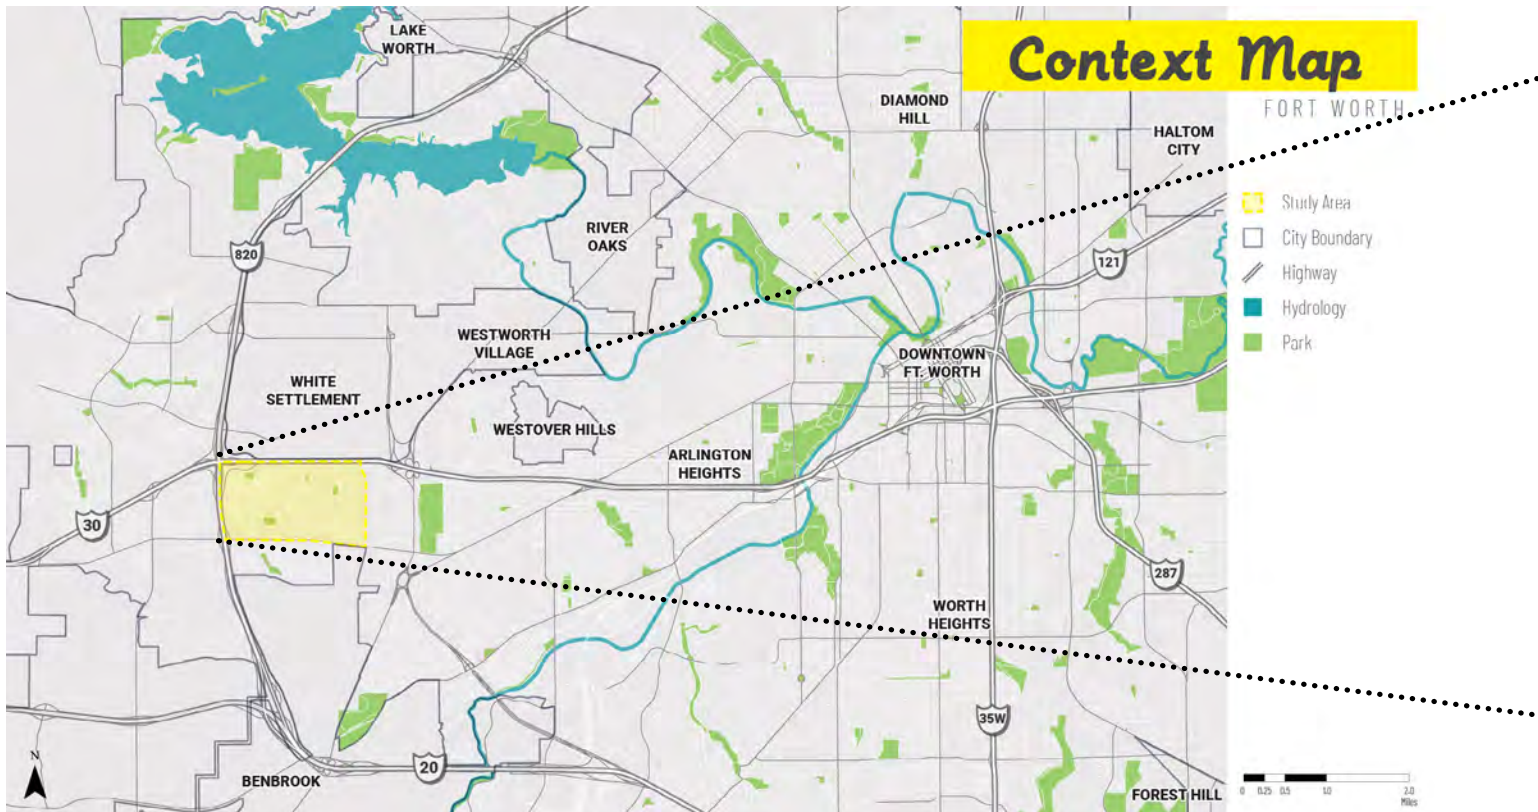 Context Map
FORT WORTH
LAKE
WORTH
DIAMOND
HILL
HALTOM
CITY
RIVER
OAKS
820
121
WESTWORTH
VILLAGE
DOWNTOWN
FT. WORTH
WHITE
SETTLEMENT
WESTOVER HILLS
ARLINGTON
HEIGHTS
30
287
WORTH
HEIGHTS
35W
20
BENBROOK
FOREST HILL
N
Study Area
City Boundary
Highway
Hydrology
Park
0 0.25 0.5 1.0 2.0
Miles